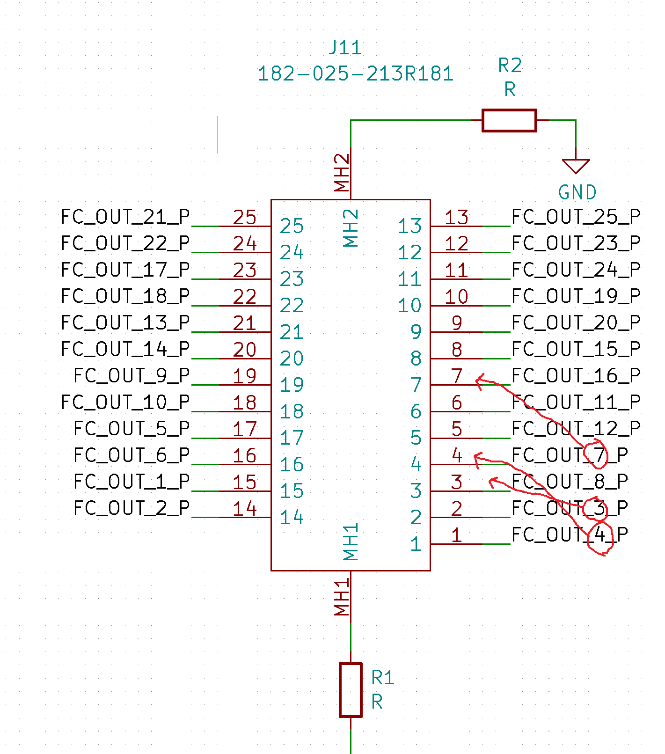 J11
182-025-213R181
R2
R
GND
MH2
MH2
FC_OUT_21_P 25 25 13 13 FC_OUT_25_P
FC_OUT_22_P 24 24 12 12 FC_OUT_23_P
FC_OUT_17_P 23 23 11 11 FC_OUT_24_P
FC_OUT_18_P 22 22 10 10 FC_OUT_19_P
FC_OUT_13_P 21 21 9 9 FC_OUT_20_P
FC_OUT_14_P 20 20 8 8 FC_OUT_15_P
FC_OUT_9_P 19 19 7 7 FC_OUT_16_P
FC_OUT_10_P 18 18 6 6 FC_OUT_11_P
FC_OUT_5_P 17 17 5 5 FC_OUT_12_P
FC_OUT_6_P 16 16 4 4 FC_OUT_7_P
FC_OUT_1_P 15 15 3 3 FC_OUT_8_P
FC_OUT_2_P 14 14 2 2 FC_OUT_3_P
1 1 FC_OUT_4_P
MH1
MH1
R1
R